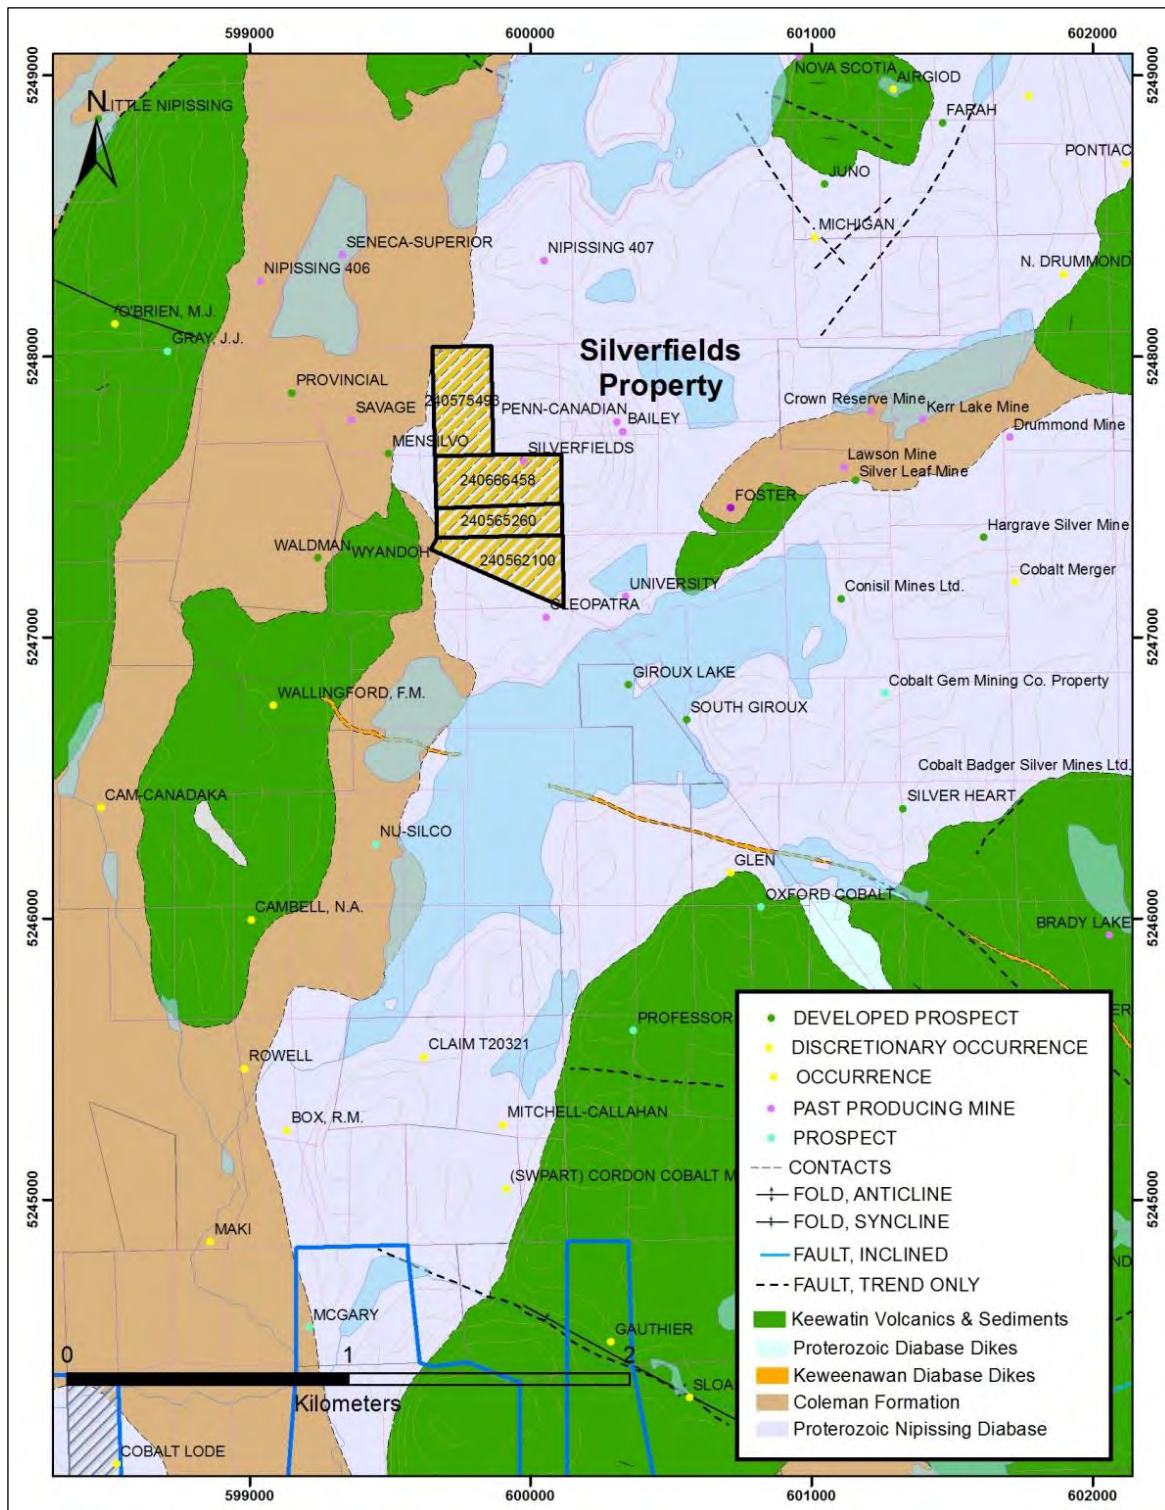 599000
600000
601000
602000
5249000
5249000
NOVA SCOTIA
AIRGIOD
N
LITTLE NIPISSING
FARAH
PONTIAC
JUNO
MICHIGAN
SENECA-SUPERIOR
NIPISSING 407
NIPISSING 406
N. DRUMMOND
O'BRIEN, M.J.
GRAY, J.J.
5248000
5248000
Silverfields
Property
PROVINCIAL
240575493
SAVAGE
PENN-CANADIAN
BAILEY
Crown Reserve Mine
Kerr Lake Mine
Drummond Mine
MENSILVO
SILVERFIELDS
Lawson Mine
Silver Leaf Mine
240666458
FOSTER
240565260
Hargrave Silver Mine
WALDMAN
WYANDOH
240562100
Cobalt Merger
UNIVERSITY
Conisil Mines Ltd.
CLEOPATRA
5247000
5247000
GIROUX LAKE
Cobalt Gem Mining Co. Property
WALLINGFORD, F.M.
SOUTH GIROUX
Cobalt Badger Silver Mines Ltd.
CAM-CANADAKA
SILVER HEART
NU-SILCO
GLEN
OXFORD COBALT
CAMBELL, N.A.
5246000
5246000
BRADY LAKE
PROFESSOR
ER
CLAIM T20321
ROWELL
BOX, R.M.
MITCHELL-CALLAHAN
(SWPART) CORDON COBALT M
5245000
5245000
MAKI
ND
MCGARY
GAUTHIER
SLOA
0
1
2
Kilometers
COBALT LODE
DEVELOPED PROSPECT
DISCRETIONARY OCCURRENCE
OCCURRENCE
PAST PRODUCING MINE
PROSPECT
CONTACTS
FOLD, ANTICLINE
FOLD, SYNCLINE
FAULT, INCLINED
FAULT, TREND ONLY
Keewatin Volcanics & Sediments
Proterozoic Diabase Dikes
Keweenawan Diabase Dikes
Coleman Formation
Proterozoic Nipissing Diabase
599000
600000
601000
602000